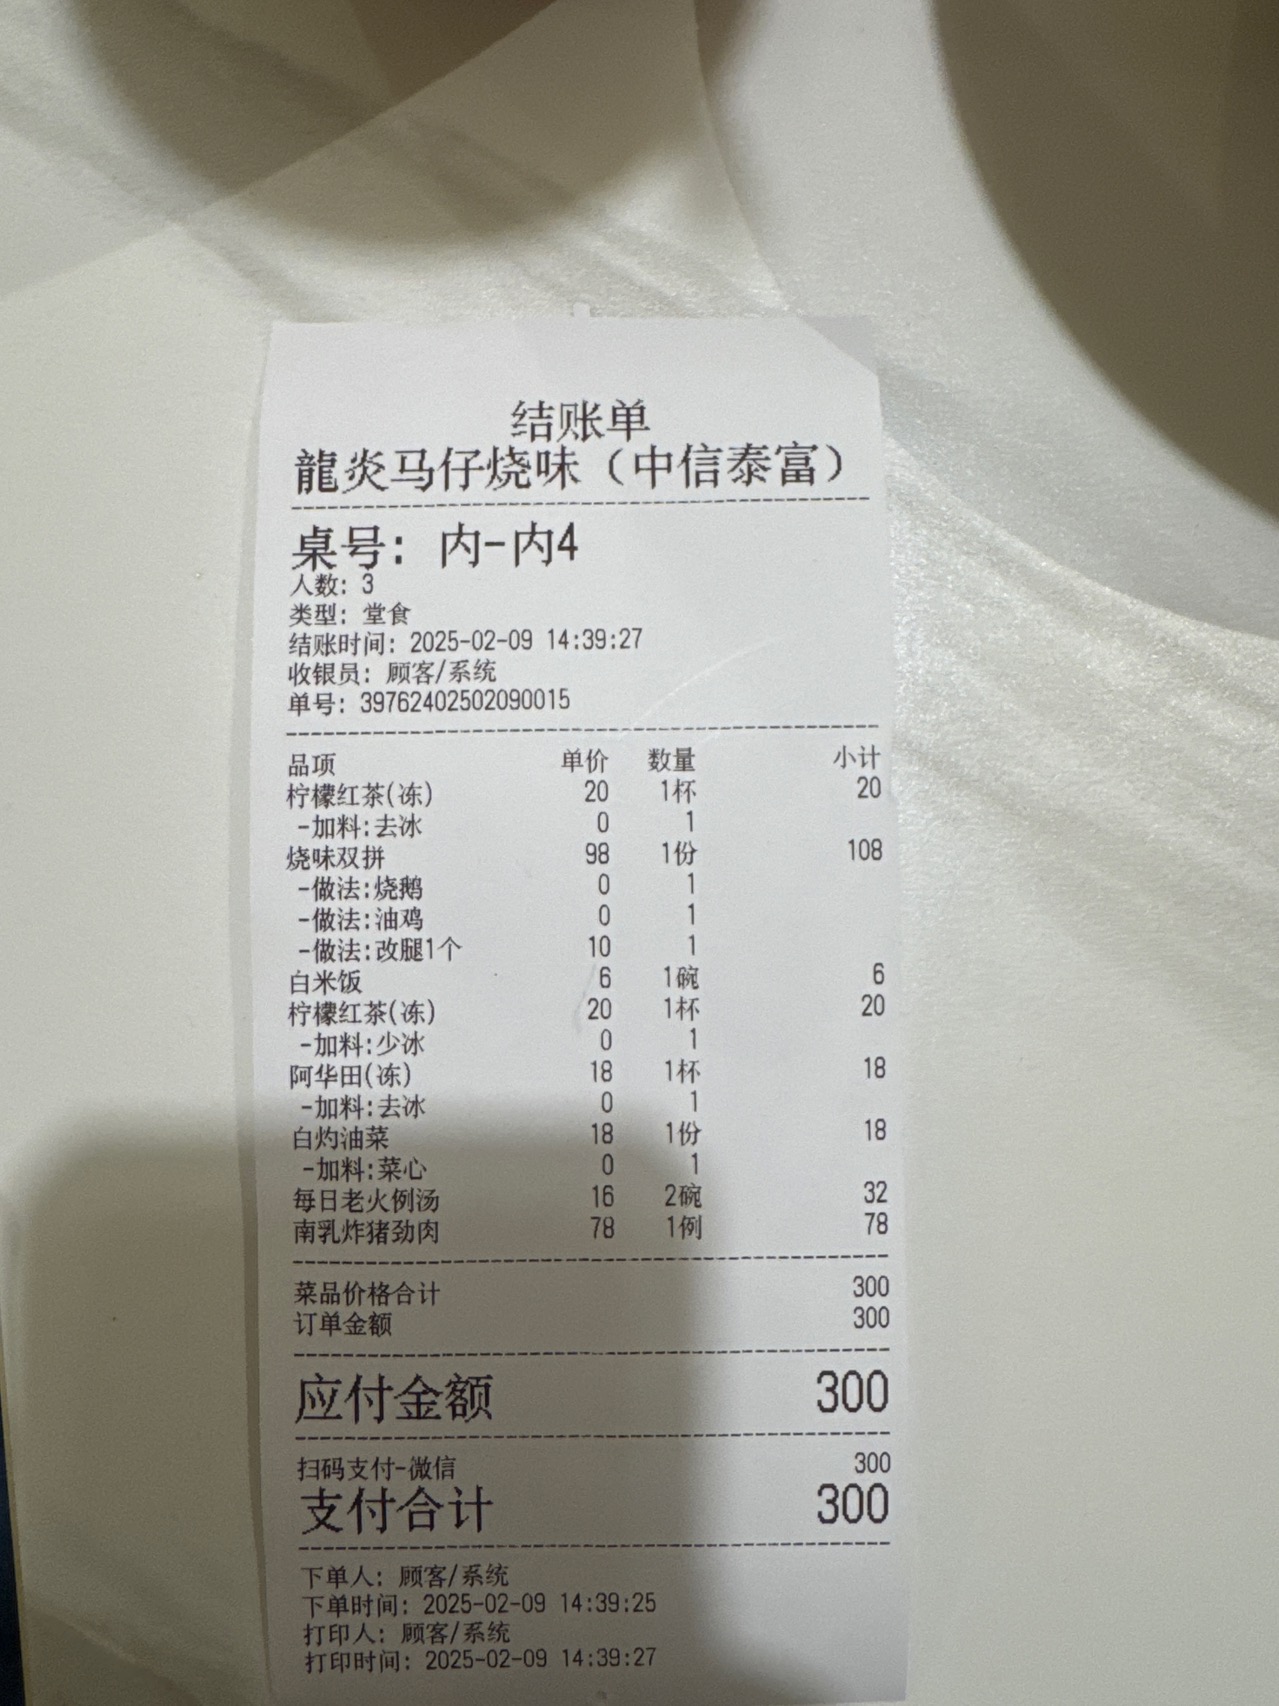 结账单
龍炎马仔烧味（中信泰富）
桌号: 内-内4
人数: 3
类型: 堂食
结账时间: 2025-02-09 14:39:27
收银员: 顾客/系统
单号: 39762402502090015
品项 单价 数量 小计
柠檬红茶(冻) 20 1杯 20
-加料:去冰 0 1
烧味双拼 98 1份 108
-做法:烧鹅 0 1
-做法:油鸡 0 1
-做法:改腿1个 10 1
白米饭 6 1碗 6
柠檬红茶(冻) 20 1杯 20
-加料:少冰 0 1
阿华田(冻) 18 1杯 18
-加料:去冰 0 1
白灼油菜 18 1份 18
-加料:菜心 0 1
每日老火例汤 16 2碗 32
南乳炸猪劲肉 78 1例 78
菜品价格合计 300
订单金额 300
应付金额 300
扫码支付-微信 300
支付合计 300
下单人: 顾客/系统
下单时间: 2025-02-09 14:39:25
打印人: 顾客/系统
打印时间: 2025-02-09 14:39:27